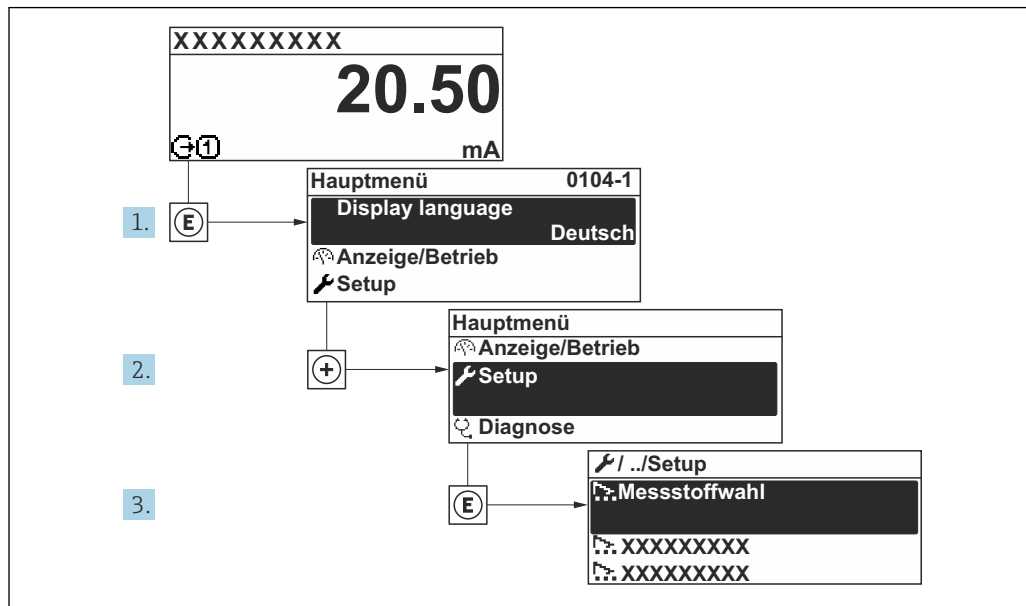 XXXXXXXXX
20.50
1 mA
Hauptmenü 0104-1
1. E Display language
Deutsch
Anzeige/Betrieb
Setup
Hauptmenü
2. + Anzeige/Betrieb
Setup
Diagnose
/ ../Setup
3. E Messstoffwahl
XXXXXXXXX
XXXXXXXXX